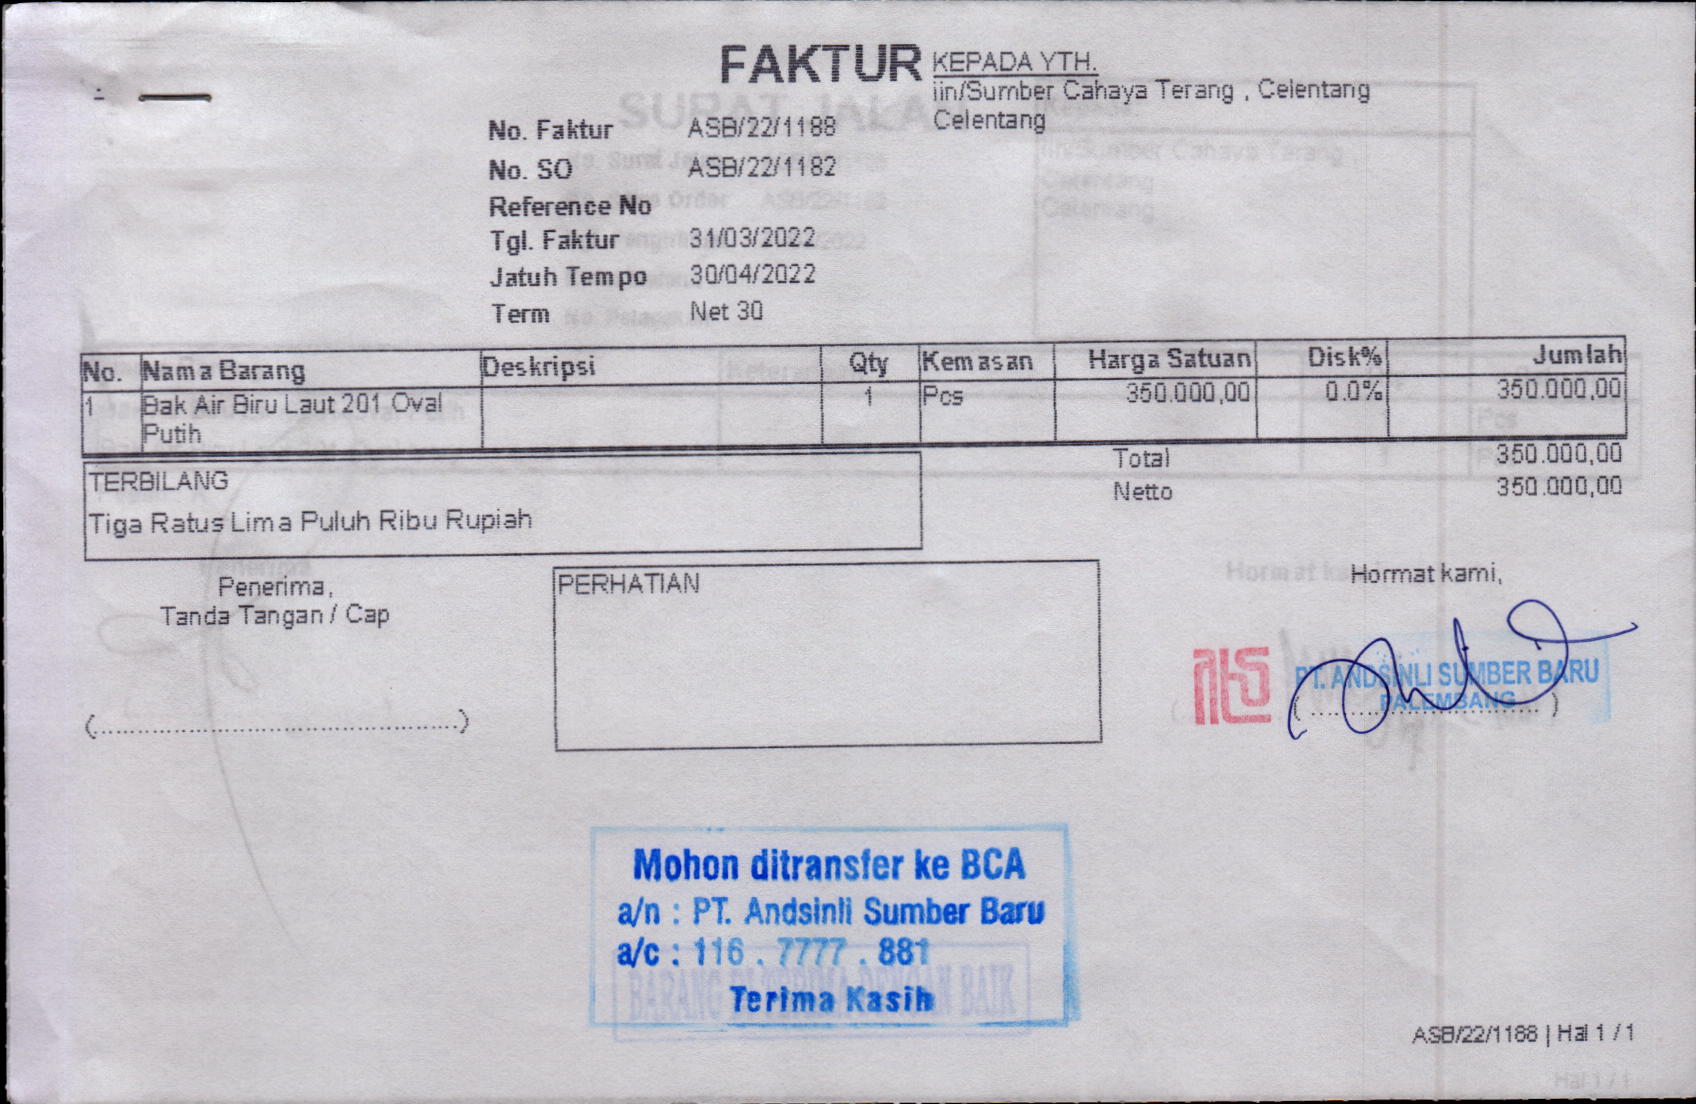 FAKTUR
KEPADA YTH.
iin/Sumber Cahaya Terang , Celentang
Celentang
No. Faktur ASB/22/1188
No. SO ASB/22/1182
Reference No
Tgl. Faktur 31/03/2022
Jatuh Tempo 30/04/2022
Term Net 30
No. Nama Barang Deskripsi Qty Kemasan Harga Satuan Disk% Jumlah
1 Bak Air Biru Laut 201 Oval 1 Pcs 350.000,00 0.0% 350.000,00
Putih
Total 350.000,00
Netto 350.000,00
TERBILANG
Tiga Ratus Lima Puluh Ribu Rupiah
Penerima,
Tanda Tangan / Cap
PERHATIAN
Hormat kami,
PT. ANDSINLI SUMBER BARU
PALEMBANG
Mohon ditransfer ke BCA
a/n : PT. Andsinli Sumber Baru
a/c : 116 . 7777 . 881
BARANG DI TERIMA DENGAN BAIK
Terima Kasih
ASB/22/1188 | Hal 1 / 1